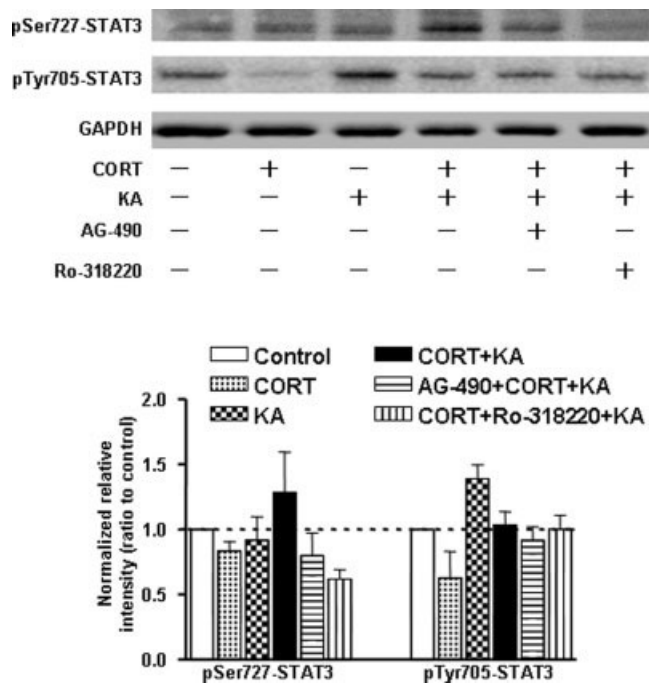 pSer727-STAT3
pTyr705-STAT3
GAPDH
CORT − + − + + +
KA − − + + + +
AG-490 − − − − + −
Ro-318220 − − − − − +
Control CORT+KA
CORT AG-490+CORT+KA
KA CORT+Ro-318220+KA
Normalized relative
intensity (ratio to control)
2.0
1.5
1.0
0.5
0.0
pSer727-STAT3 pTyr705-STAT3